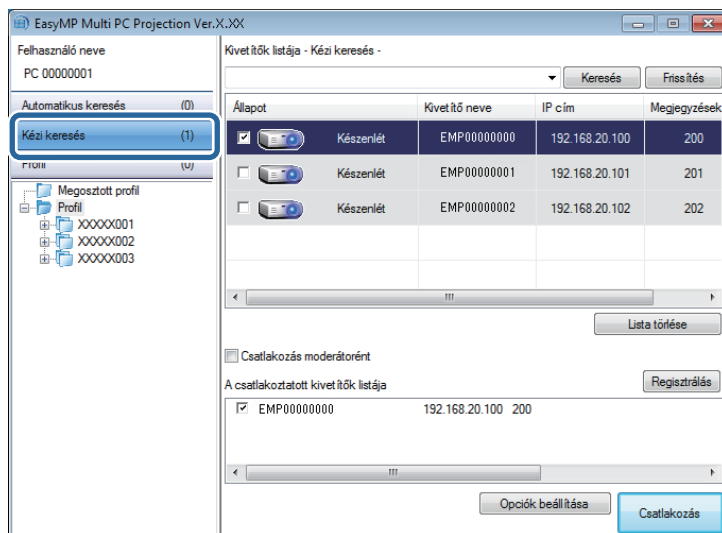 EasyMP Multi PC Projection Ver.X.XX
Felhasználó neve
PC 00000001
Automatikus keresés (0)
Kézi keresés (1)
Profil (0)
Megosztott profil
Profil
XXXXX001
XXXXX002
XXXXX003
Kivetítők listája - Kézi keresés -
Keresés Frissítés
Állapot Kivetítő neve IP cím Megjegyzések
Készenlét EMP00000000 192.168.20.100 200
Készenlét EMP00000001 192.168.20.101 201
Készenlét EMP00000002 192.168.20.102 202
Lista törlése
Csatlakozás moderátorént
A csatlakoztatott kivetítők listája Regisztrálás
EMP00000000 192.168.20.100 200
Opciók beállítása Csatlakozás